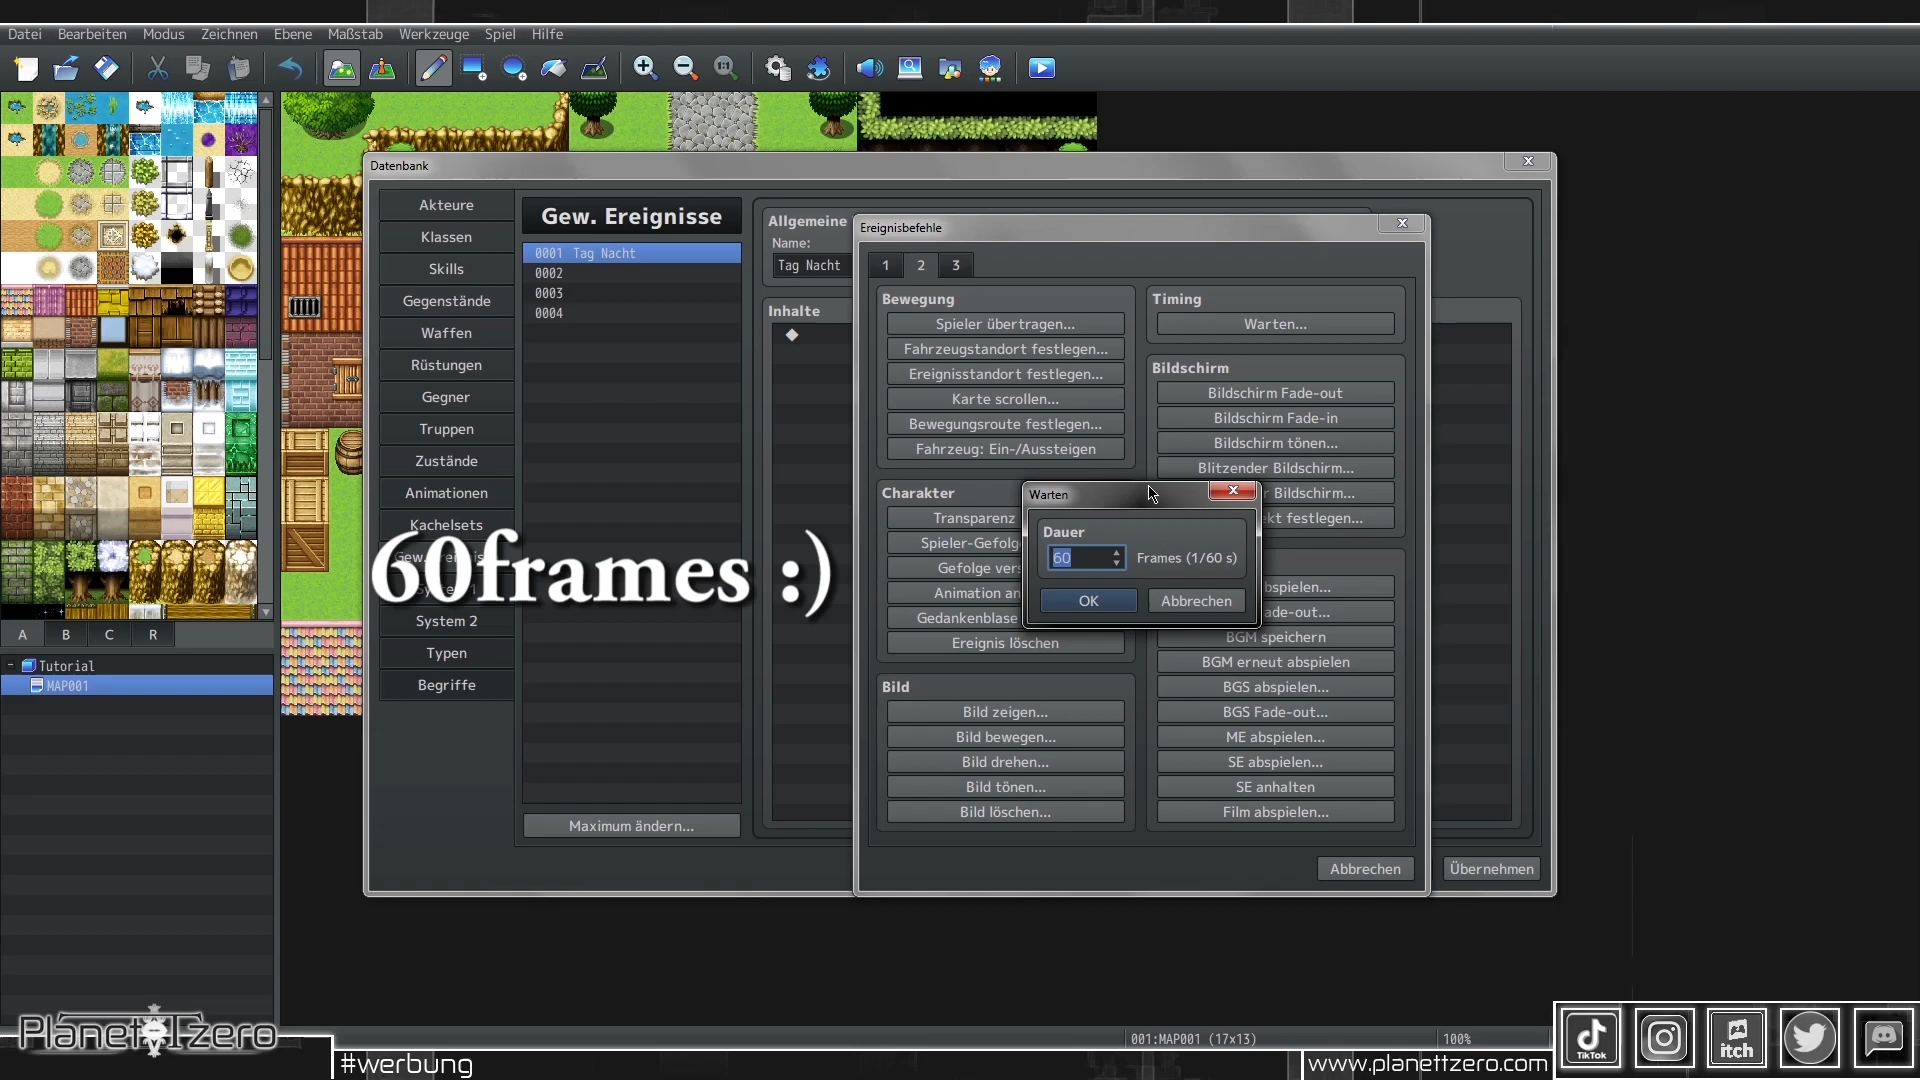 Datei Bearbeiten Modus Zeichnen Ebene Maßstab Werkzeuge Spiel Hilfe
1:1
Datenbank
Akteure
Klassen
Skills
Gegenstände
Waffen
Rüstungen
Gegner
Truppen
Zustände
Animationen
Kachelsets
System 2
Typen
Begriffe
Gew. Ereignisse
0001 Tag Nacht
0002
0003
0004
Maximum ändern...
Allgemeine
Name:
Tag Nacht
Inhalte
Ereignisbefehle
1 2 3
Bewegung
Spieler übertragen...
Fahrzeugstandort festlegen...
Ereignisstandort festlegen...
Karte scrollen...
Bewegungsroute festlegen...
Fahrzeug: Ein-/Aussteigen
Charakter
Transparenz
Spieler-Gefolg
Gefolge vers
Animation an
Gedankenblase
Ereignis löschen
Bild
Bild zeigen...
Bild bewegen...
Bild drehen...
Bild tönen...
Bild löschen...
Timing
Warten...
Bildschirm
Bildschirm Fade-out
Bildschirm Fade-in
Bildschirm tönen...
Blitzender Bildschirm...
r Bildschirm...
ekt festlegen...
bspielen...
ade-out...
BGM speichern
BGM erneut abspielen
BGS abspielen...
BGS Fade-out...
ME abspielen...
SE abspielen...
SE anhalten
Film abspielen...
Abbrechen
Übernehmen
Warten
Dauer
60 Frames (1/60 s)
OK Abbrechen
60frames :)
A B C R
Tutorial
MAP001
001:MAP001 (17x13) 100%
PlanetTzero
#werbung
www.planettzero.com
TikTok
itch